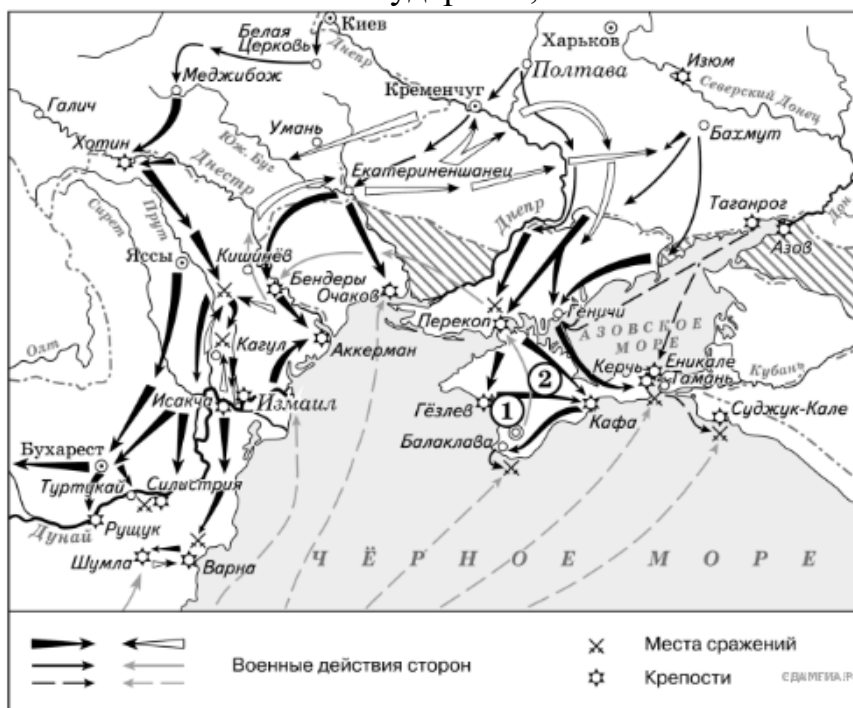 Киев
Белая
Церковь
Днепр
Харьков
Изюм
Меджибож
Полтава
Северский Донец
Кременчуг
Галич
Умань
Бахмут
Хотин
Юж. Буг
Днестр
Екатериненшанец
Таганрог
Дон
Днепр
Азов
Сирет
Прут
Яссы
Кишинёв
Бендеры
Очаков
Геничи
Перекоп
АЗОВСКОЕ
МОРЕ
Олт
Кагул
Аккерман
Керчь
Еникале
Тамань
Кубань
2
Исакча
Измаил
Гёзлев
1
Кафа
Суджук-Кале
Балаклава
Бухарест
Туртукай
Силистрия
Дунай
Рущук
Шумла
Варна
ЧЁРНОЕ МОРЕ
Военные действия сторон
Места сражений
Крепости